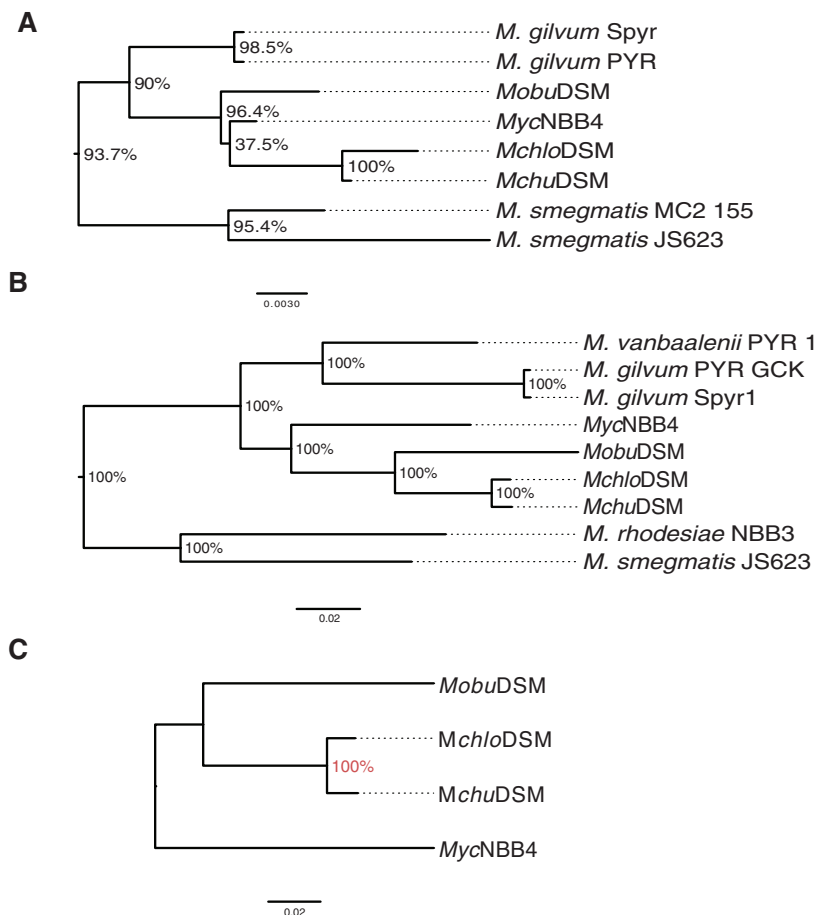 A
M. gilvum Spyr
98.5%
M. gilvum PYR
90%
MobuDSM
96.4%
MycNBB4
37.5%
93.7%
MchloDSM
100%
MchuDSM
M. smegmatis MC2 155
95.4%
M. smegmatis JS623
0.0030
B
M. vanbaalenii PYR 1
100%
M. gilvum PYR GCK
100%
M. gilvum Spyr1
100%
MycNBB4
100%
MobuDSM
100%
100%
MchloDSM
100%
MchuDSM
M. rhodesiae NBB3
100%
M. smegmatis JS623
0.02
C
MobuDSM
MchloDSM
100%
MchuDSM
MycNBB4
0.02